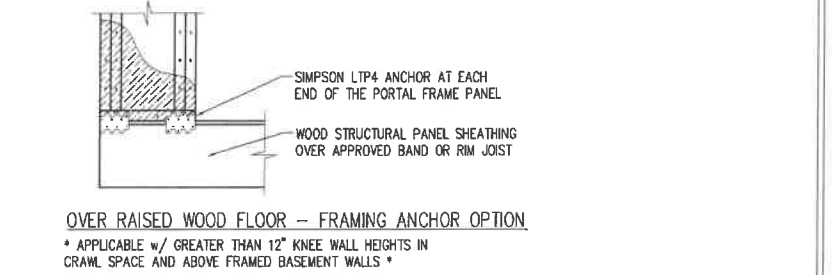 SIMPSON LTP4 ANCHOR AT EACH
END OF THE PORTAL FRAME PANEL
WOOD STRUCTURAL PANEL SHEATHING
OVER APPROVED BAND OR RIM JOIST
OVER RAISED WOOD FLOOR – FRAMING ANCHOR OPTION
* APPLICABLE w/ GREATER THAN 12" KNEE WALL HEIGHTS IN
CRAWL SPACE AND ABOVE FRAMED BASEMENT WALLS *